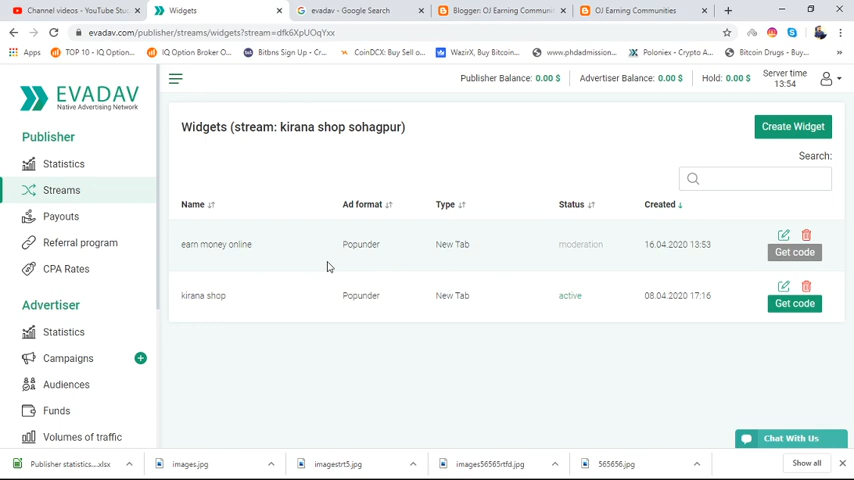 Channel videos - YouTube Stu
Widgets
evadav - Google Search
Blogger: OJ Earning Communit
OJ Earning Communities
evadav.com/publisher/streams/widgets?stream=dfk6XpUOqYxx
Apps
TOP 10 - IQ Option...
IQ Option Broker O...
Bitbns Sign Up - Cr...
CoinDCX: Buy Sell o...
WazirX, Buy Bitcoin...
www.phdadmission...
Poloniex - Crypto A...
Bitcoin Drugs - Buy...
EVADAV
Native Advertising Network
Publisher Balance: 0.00 $
Advertiser Balance: 0.00 $
Hold: 0.00 $
Server time
13:54
Publisher
Statistics
Streams
Payouts
Referral program
CPA Rates
Advertiser
Statistics
Campaigns
Audiences
Funds
Volumes of traffic
Widgets (stream: kirana shop sohagpur)
Create Widget
Search:
Name Ad format Type Status Created
earn money online Popunder New Tab moderation 16.04.2020 13:53
Get code
kirana shop Popunder New Tab active 08.04.2020 17:16
Get code
Chat With Us
Publisher statistics....xlsx
images.jpg
imagestrt5.jpg
images56565rtfd.jpg
565656.jpg
Show all